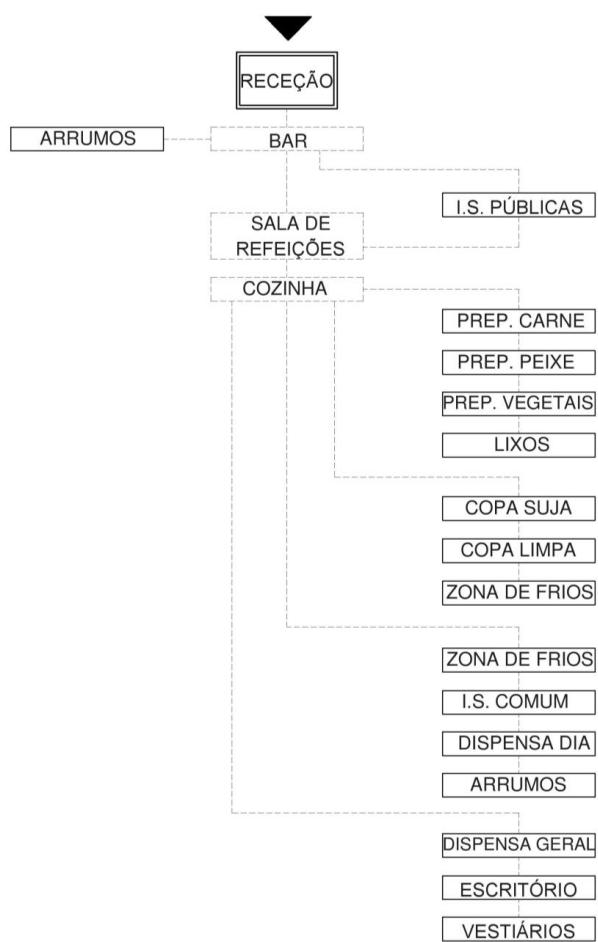 RECEÇÃO
ARRUMOS
BAR
I.S. PÚBLICAS
SALA DE
REFEIÇÕES
COZINHA
PREP. CARNE
PREP. PEIXE
PREP. VEGETAIS
LIXOS
COPA SUJA
COPA LIMPA
ZONA DE FRIOS
ZONA DE FRIOS
I.S. COMUM
DISPENSA DIA
ARRUMOS
DISPENSA GERAL
ESCRITÓRIO
VESTIÁRIOS